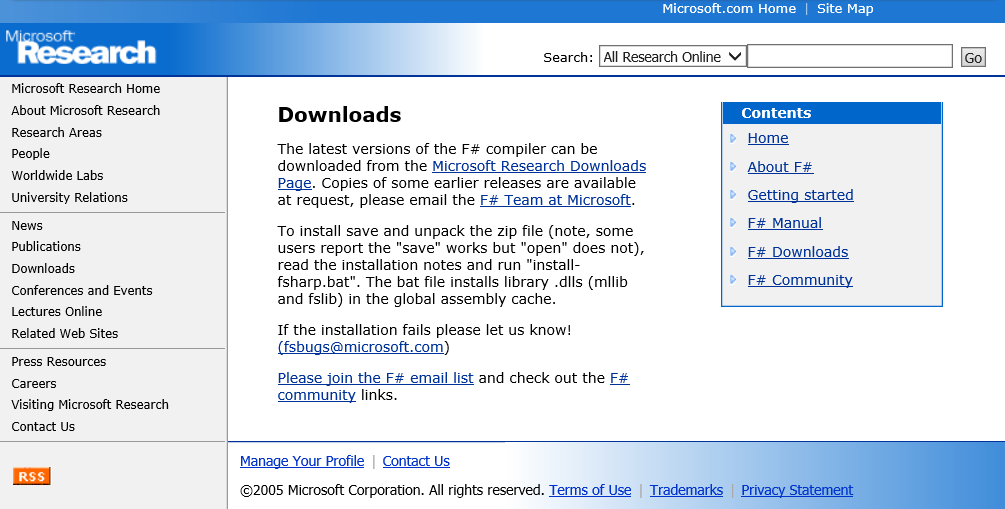 Microsoft.com Home | Site Map
Microsoft
Research
Search: All Research Online Go
Microsoft Research Home
About Microsoft Research
Research Areas
People
Worldwide Labs
University Relations
News
Publications
Downloads
Conferences and Events
Lectures Online
Related Web Sites
Press Resources
Careers
Visiting Microsoft Research
Contact Us
RSS
Downloads
The latest versions of the F# compiler can be
downloaded from the Microsoft Research Downloads
Page. Copies of some earlier releases are available
at request, please email the F# Team at Microsoft.
To install save and unpack the zip file (note, some
users report the "save" works but "open" does not),
read the installation notes and run "install-
fsharp.bat". The bat file installs library .dlls (mllib
and fslib) in the global assembly cache.
If the installation fails please let us know!
(fsbugs@microsoft.com)
Please join the F# email list and check out the F#
community links.
Contents
Home
About F#
Getting started
F# Manual
F# Downloads
F# Community
Manage Your Profile | Contact Us
©2005 Microsoft Corporation. All rights reserved. Terms of Use | Trademarks | Privacy Statement